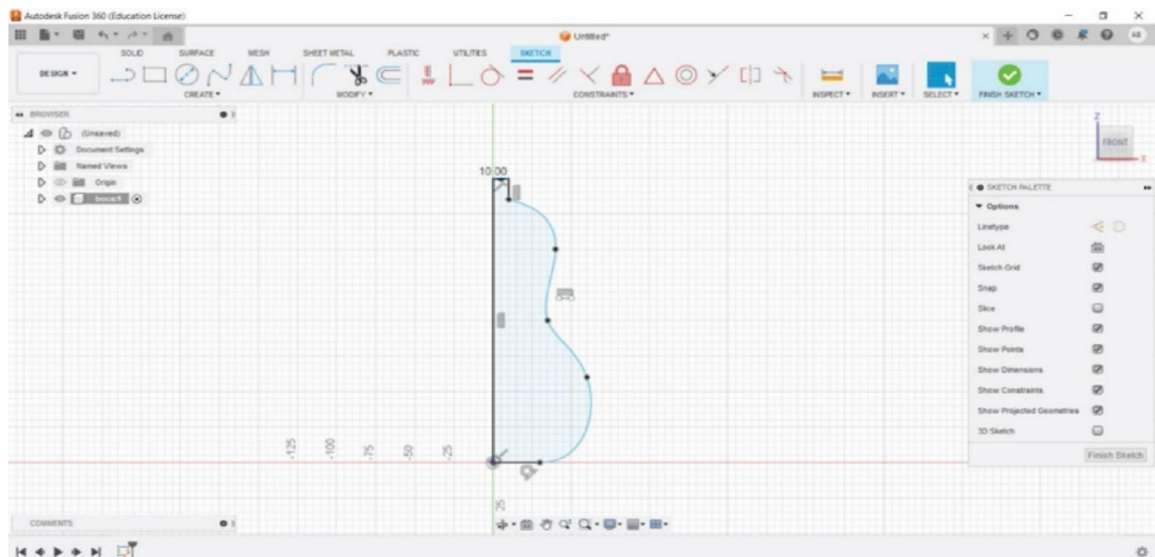 Autodesk Fusion 360 (Education License)
Untitled*
AB
SOLID SURFACE MESH SHEET METAL PLASTIC UTILITIES SKETCH
DESIGN
CREATE MODIFY CONSTRAINTS INSPECT INSERT SELECT FINISH SKETCH
BROWSER
(Unsaved)
Document Settings
Named Views
Origin
Z
FRONT
X
10.00
SKETCH PALETTE
Options
Linetype
Look At
Sketch Grid
Snap
Slice
Show Profile
Show Points
Show Dimensions
Show Constraints
Show Projected Geometries
3D Sketch
Finish Sketch
-125 -100 -75 -50 -25
25
COMMENTS